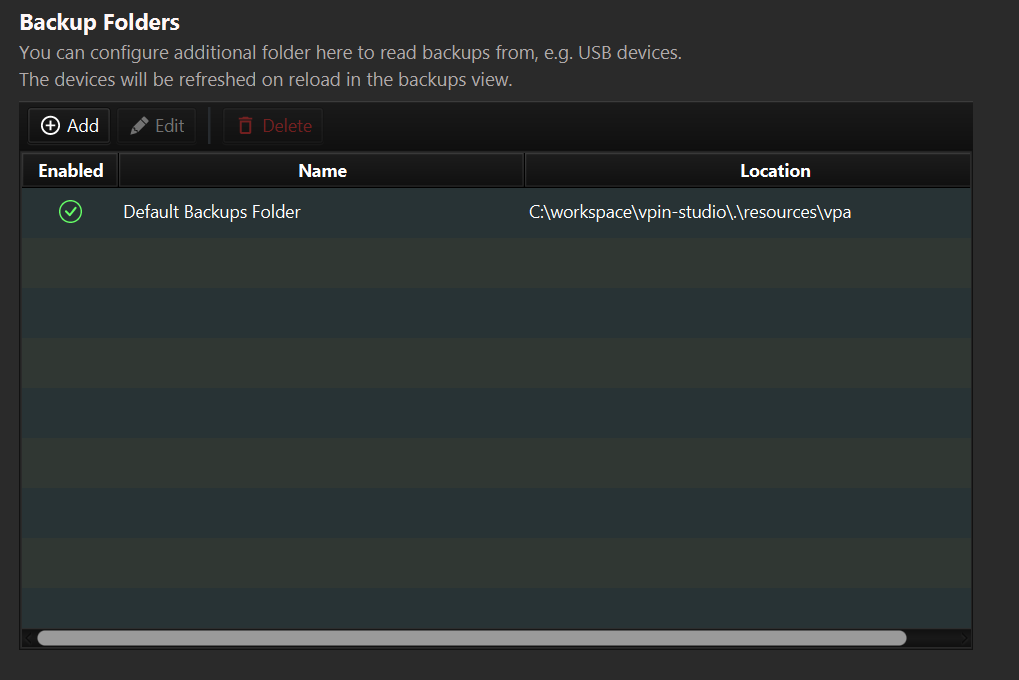 Backup Folders
You can configure additional folder here to read backups from, e.g. USB devices.
The devices will be refreshed on reload in the backups view.
Add Edit Delete
Enabled Name Location
Default Backups Folder C:\workspace\vpin-studio\.\resources\vpa